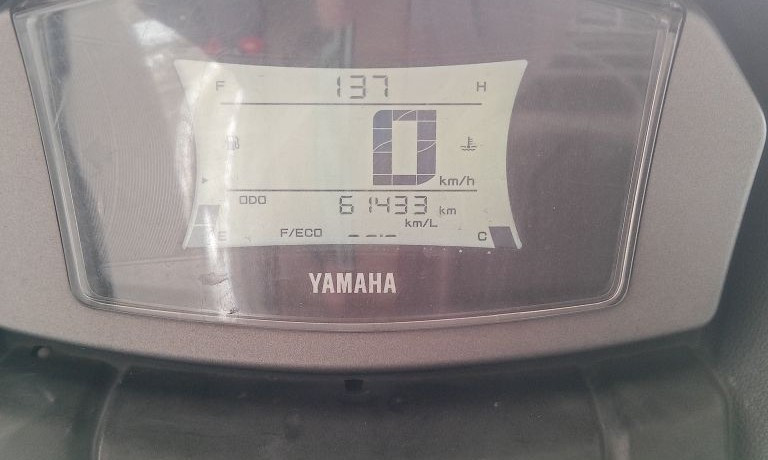 F 137 H
0 km/h
ODO 61433 km
km/L
E F/ECO --.- C
YAMAHA